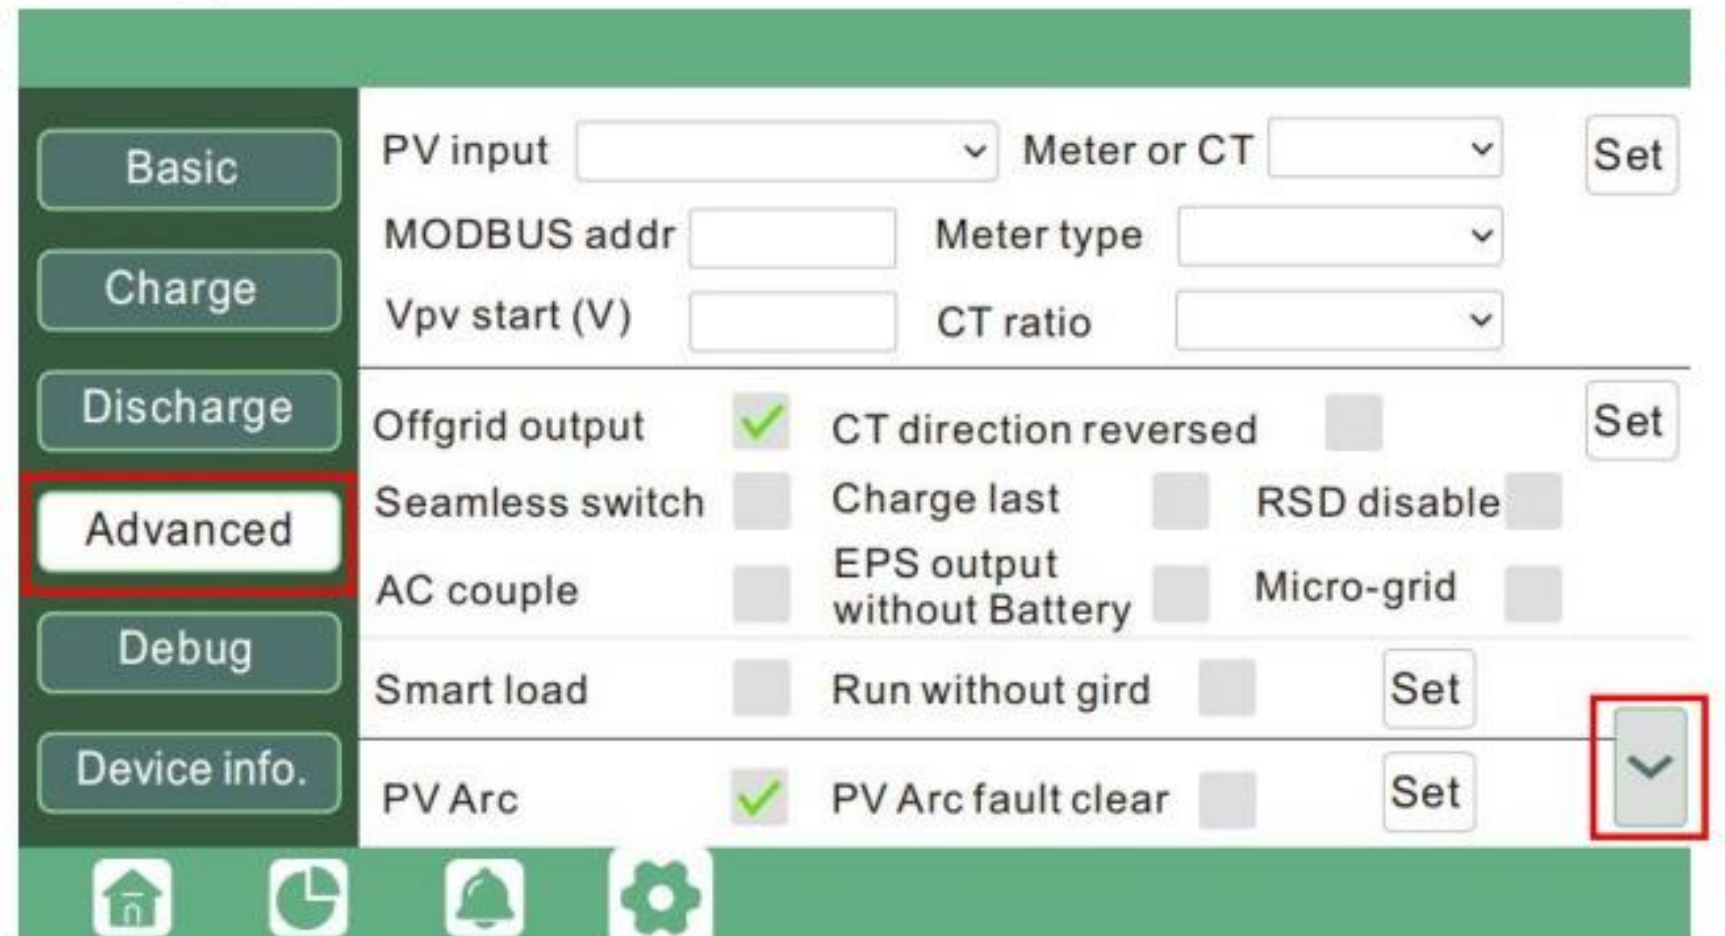 Basic
Charge
Discharge
Advanced
Debug
Device info.
PV input
Meter or CT
Set
MODBUS addr
Meter type
Vpv start (V)
CT ratio
Offgrid output
CT direction reversed
Set
Seamless switch
Charge last
RSD disable
AC couple
EPS output
without Battery
Micro-grid
Smart load
Run without gird
Set
PV Arc
PV Arc fault clear
Set